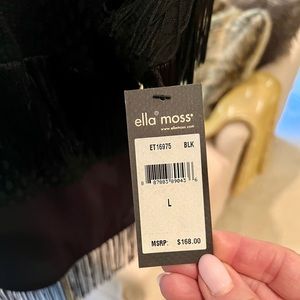 ella moss®
www.ellamoss.com
ET16975 BLK
L
MSRP: $168.00